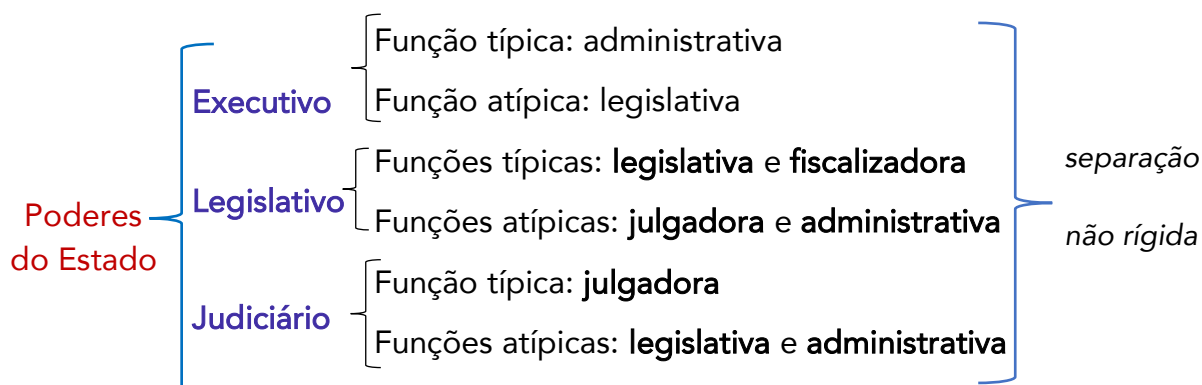 Poderes
do Estado
Executivo
Função típica: administrativa
Função atípica: legislativa
Legislativo
Funções típicas: legislativa e fiscalizadora
Funções atípicas: julgadora e administrativa
Judiciário
Função típica: julgadora
Funções atípicas: legislativa e administrativa
separação
não rígida